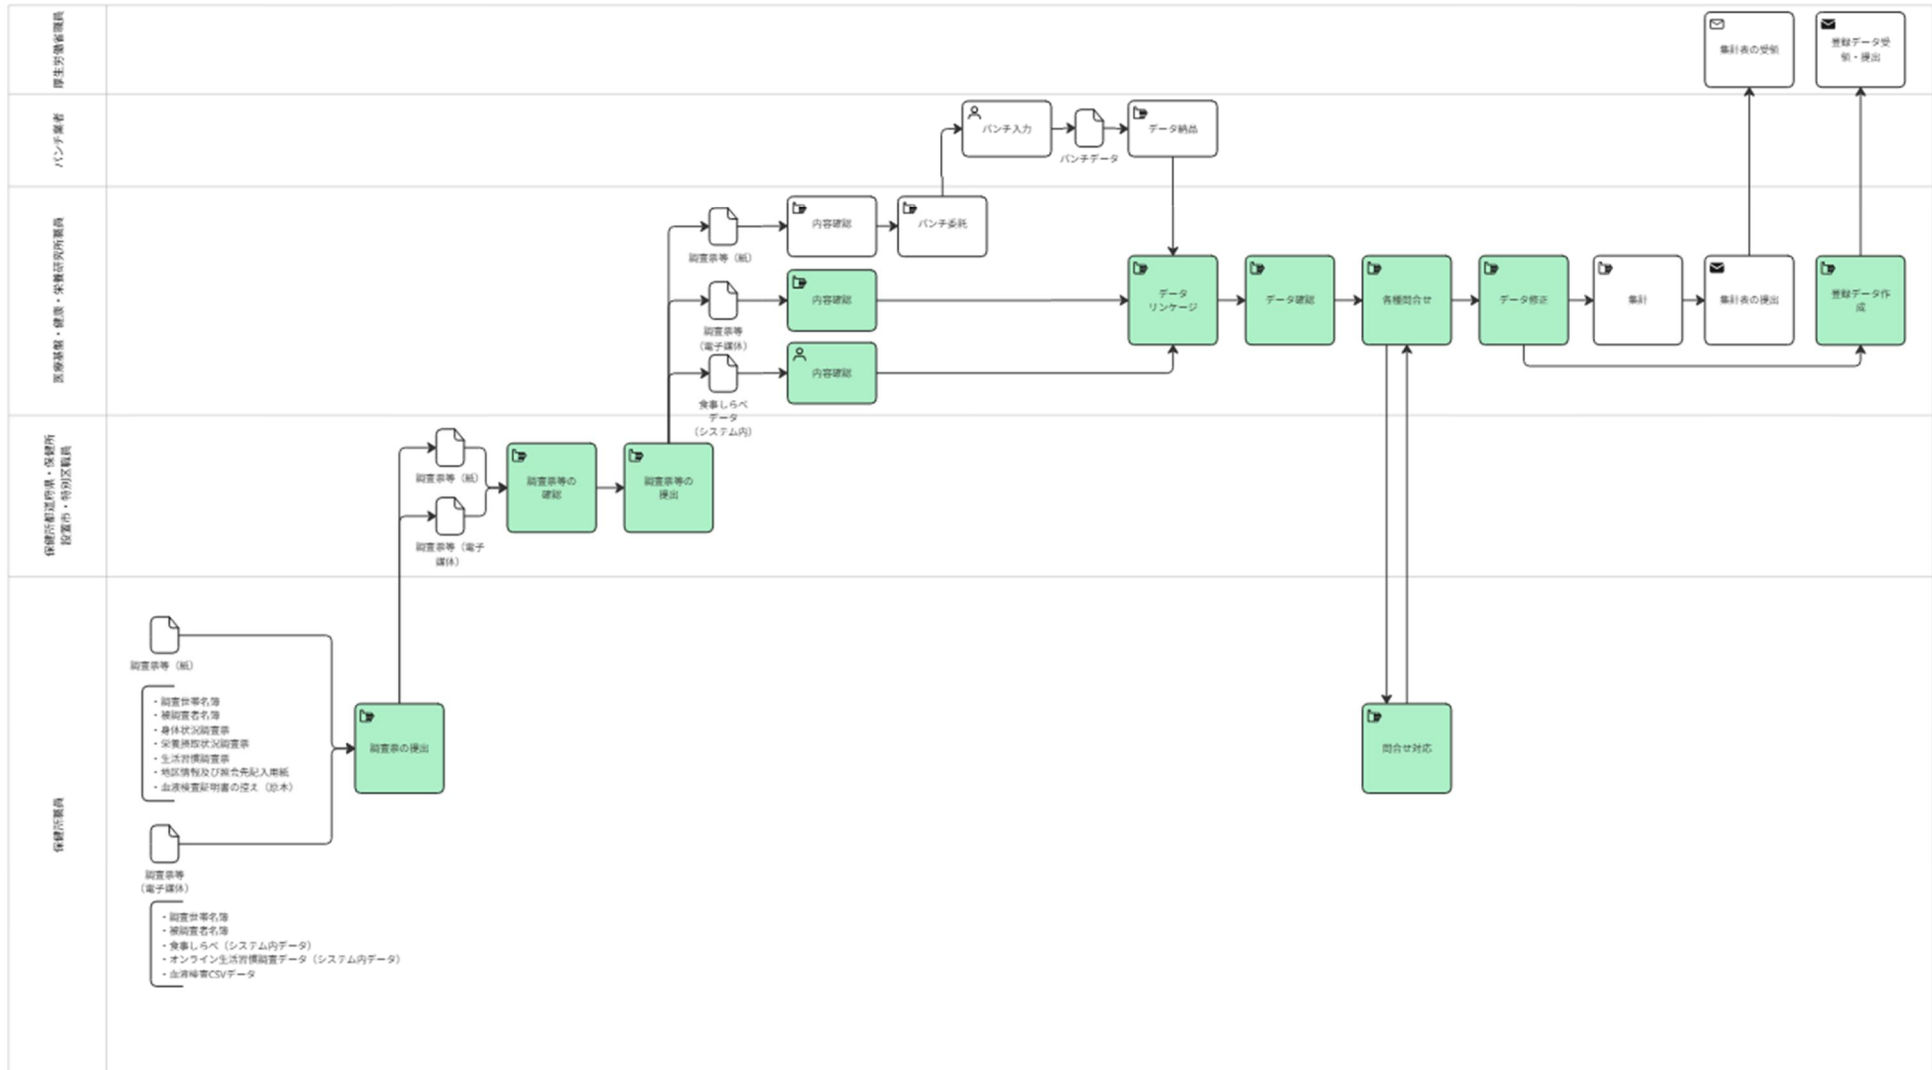 厚生労働省職員
集計表の受領
登録データ受
領・提出
パンチ業者
パンチ入力
パンチデータ
データ納品
医療基盤・健康・栄養研究所職員
調査票等（紙）
内容確認
パンチ委託
調査票等
（電子媒体）
内容確認
食事しらべ
データ
（システム内）
内容確認
データ
リンケージ
データ確認
各種問合せ
データ修正
集計
集計表の提出
登録データ作
成
保健所都道府県・保健所
設置市・特別区職員
調査票等（紙）
調査票等（電子
媒体）
調査票等の
確認
調査票等の
提出
保健所職員
調査票等（紙）
・調査世帯名簿
・被調査者名簿
・身体状況調査票
・栄養摂取状況調査票
・生活習慣調査票
・地区情報及び照会先記入用紙
・血液検査証明書の控え（原本）
調査票の提出
問合せ対応
調査票等
（電子媒体）
・調査世帯名簿
・被調査者名簿
・食事しらべ（システム内データ）
・オンライン生活習慣調査データ（システム内データ）
・血液検査CSVデータ